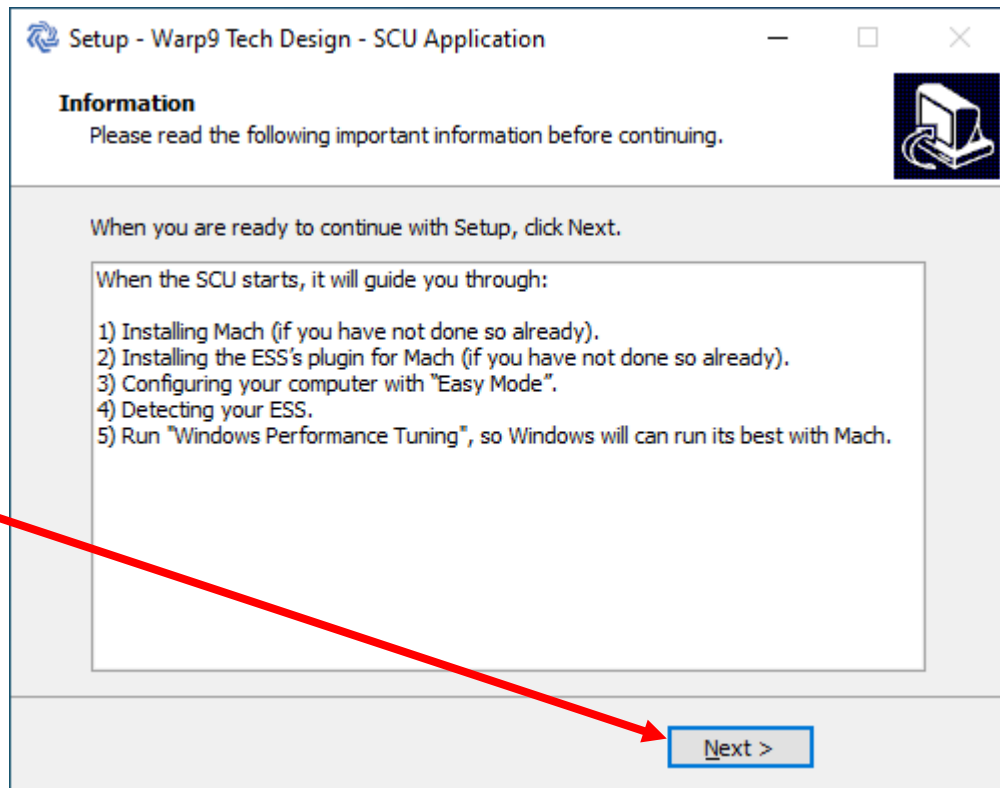 Setup - Warp9 Tech Design - SCU Application
Information
Please read the following important information before continuing.
When you are ready to continue with Setup, click Next.
When the SCU starts, it will guide you through:
1) Installing Mach (if you have not done so already).
2) Installing the ESS’s plugin for Mach (if you have not done so already).
3) Configuring your computer with “Easy Mode”.
4) Detecting your ESS.
5) Run "Windows Performance Tuning", so Windows will can run its best with Mach.
Next >